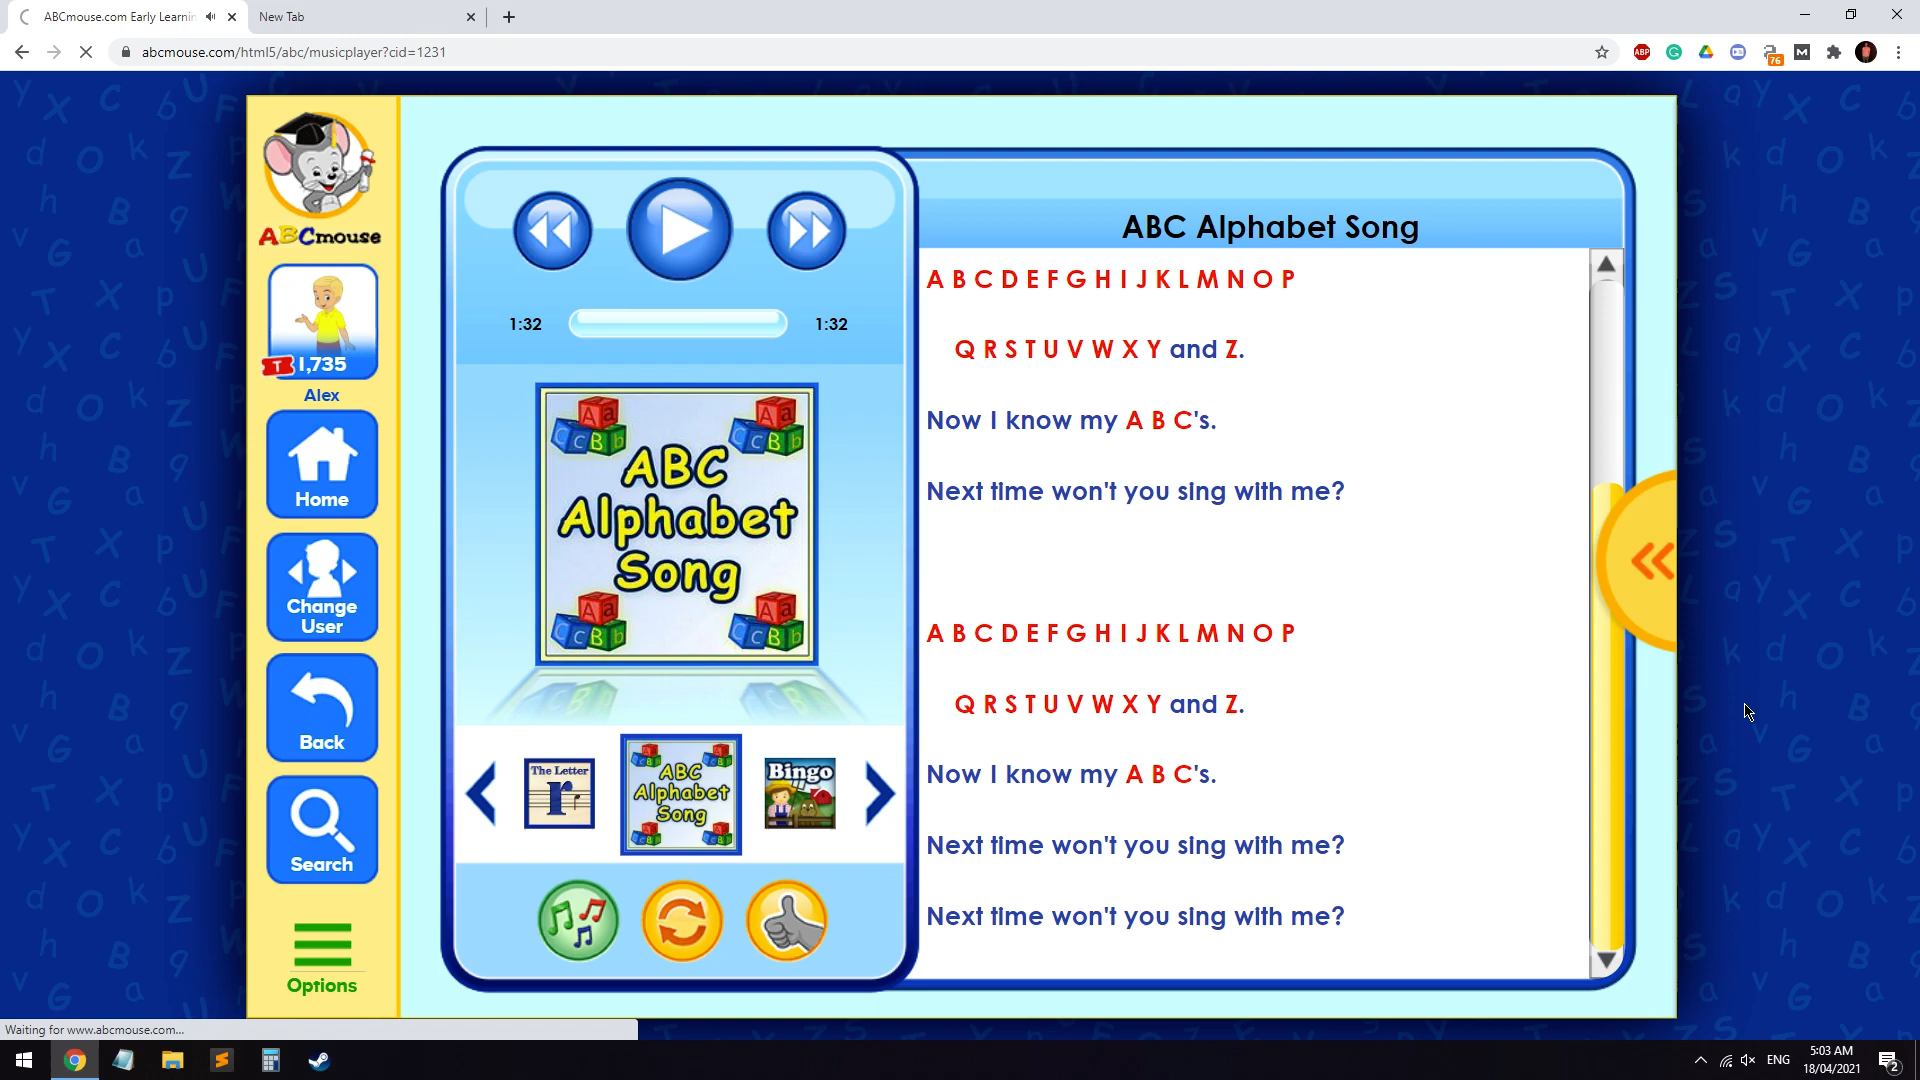 ABCmouse.com Early Learnin
New Tab
abcmouse.com/html5/abc/musicplayer?cid=1231
ABP
76
ABCmouse
T 1,735
Alex
Home
Change
User
Back
Search
Options
1:32
1:32
ABC
Alphabet
Song
The Letter
r
ABC
Alphabet
Song
Bingo
ABC Alphabet Song
A B C D E F G H I J K L M N O P
Q R S T U V W X Y and Z.
Now I know my A B C's.
Next time won't you sing with me?
A B C D E F G H I J K L M N O P
Q R S T U V W X Y and Z.
Now I know my A B C's.
Next time won't you sing with me?
Next time won't you sing with me?
Waiting for www.abcmouse.com...
ENG
5:03 AM
18/04/2021
2